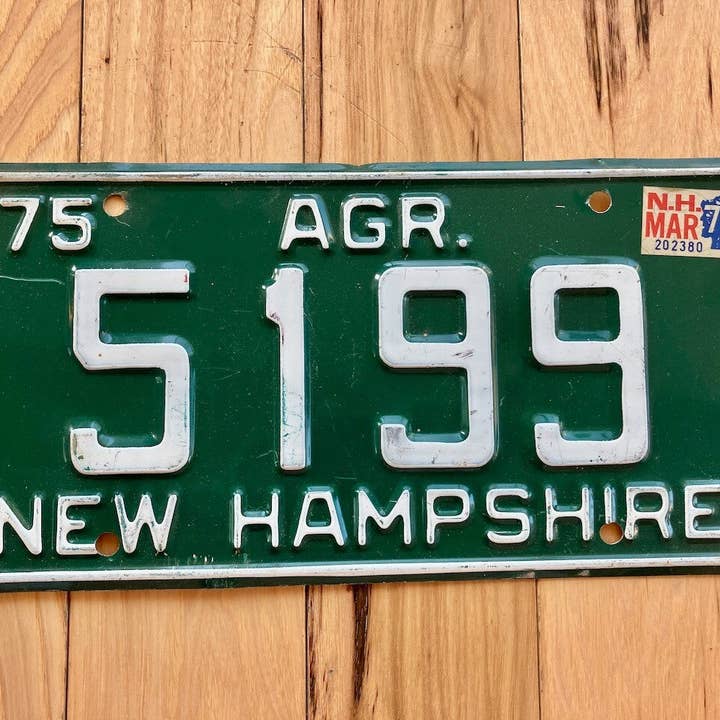 75 AGR.
N.H.
MAR
202380
5199
NEW HAMPSHIRE